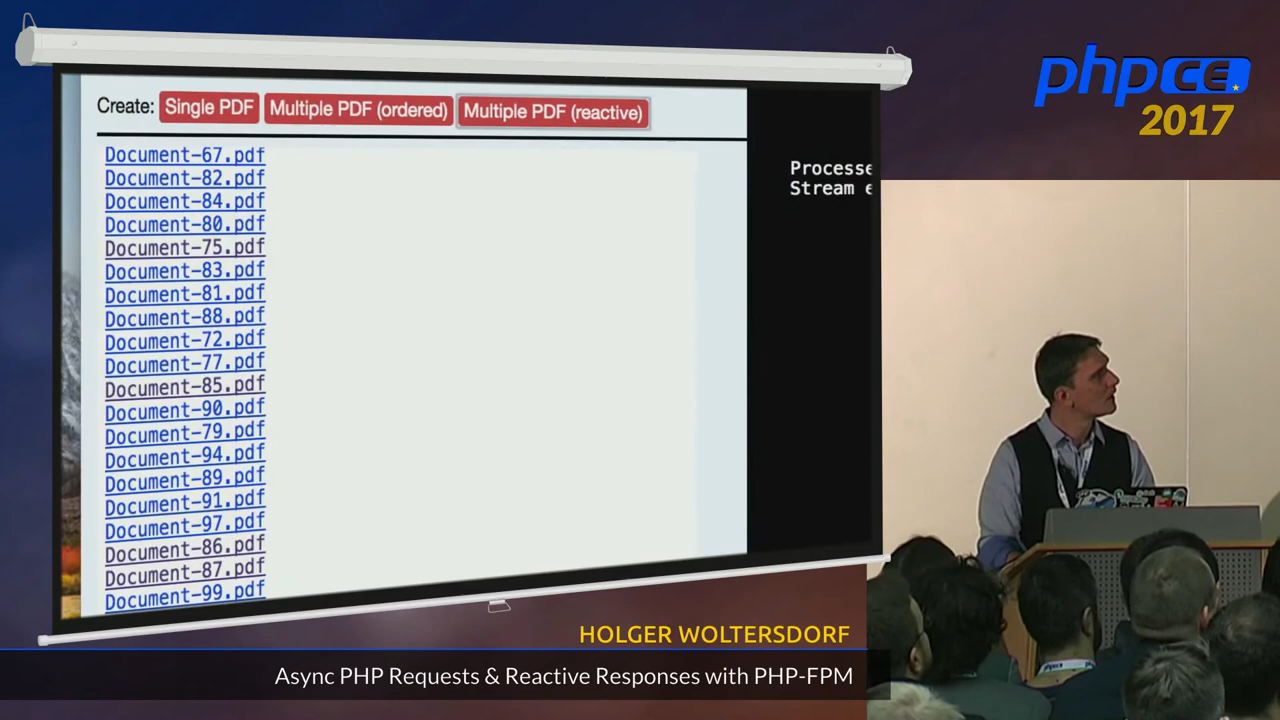 Create: Single PDF Multiple PDF (ordered) Multiple PDF (reactive)
Document-67.pdf
Document-82.pdf
Document-84.pdf
Document-80.pdf
Document-75.pdf
Document-83.pdf
Document-81.pdf
Document-88.pdf
Document-72.pdf
Document-77.pdf
Document-85.pdf
Document-90.pdf
Document-79.pdf
Document-94.pdf
Document-89.pdf
Document-91.pdf
Document-97.pdf
Document-86.pdf
Document-87.pdf
Document-99.pdf
Processe
Stream e
phpCE
2017
HOLGER WOLTERSDORF
Async PHP Requests & Reactive Responses with PHP-FPM